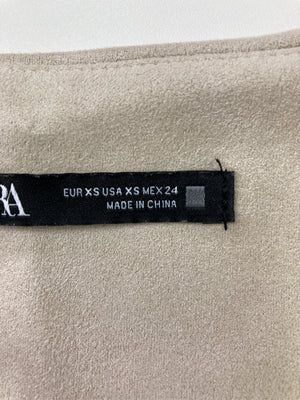 RA
EUR XS USA XS MEX 24
MADE IN CHINA